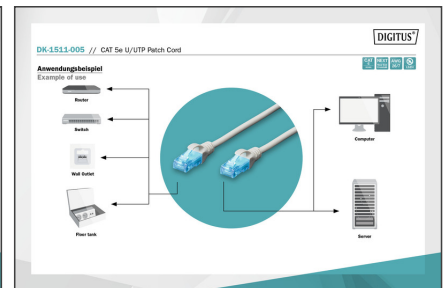 DIGITUS®
DK-1511-005 // CAT 5e U/UTP Patch Cord
Anwendungsbeispiel
Example of use
Router
Switch
Wall Outlet
Floor tank
Computer
Server